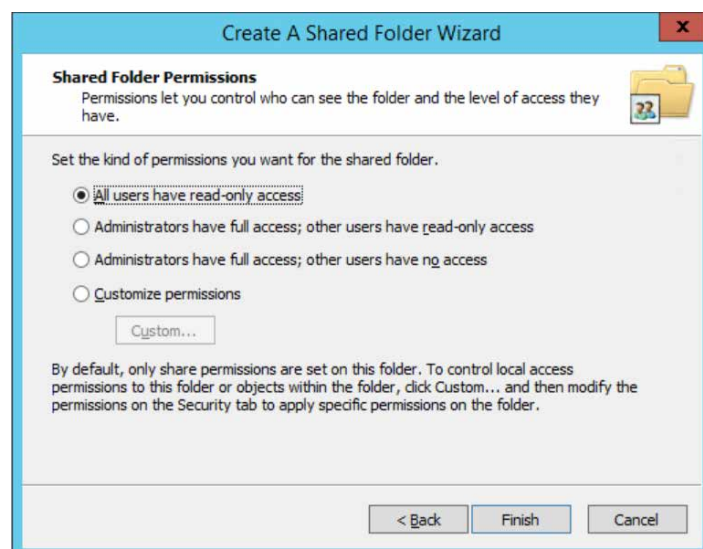 Create A Shared Folder Wizard
x
Shared Folder Permissions
Permissions let you control who can see the folder and the level of access they
have.
Set the kind of permissions you want for the shared folder.
All users have read-only access
Administrators have full access; other users have read-only access
Administrators have full access; other users have no access
Customize permissions
Custom...
By default, only share permissions are set on this folder. To control local access
permissions to this folder or objects within the folder, click Custom... and then modify the
permissions on the Security tab to apply specific permissions on the folder.
< Back
Finish
Cancel